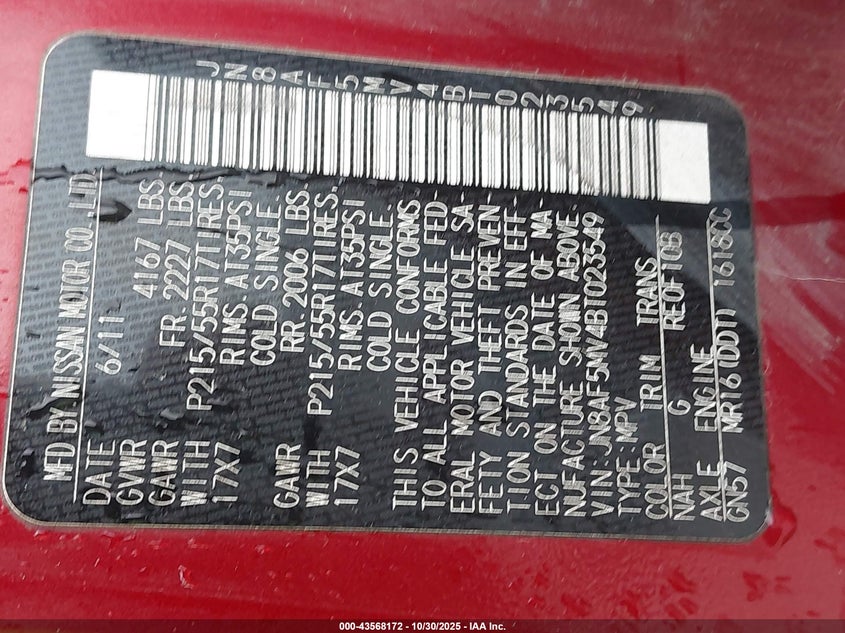 JN8AF5MV4BT023549
MFD BY NISSAN MOTOR CO., LTD.
DATE 6/11
GVWR 4167 LBS.
GAWR FR. 2227 LBS.
WITH P215/55R17TIRES.
17X7 RIMS. AT35PSI
COLD SINGLE.
GAWR RR. 2006 LBS.
WITH P215/55R17TIRES.
17X7 RIMS. AT35PSI
COLD SINGLE.
THIS VEHICLE CONFORMS
TO ALL APPLICABLE FED-
ERAL MOTOR VEHICLE SA
FETY AND THEFT PREVEN
TION STANDARDS IN EFF
ECT ON THE DATE OF MA-
NUFACTURE SHOWN ABOVE.
VIN: JN8AF5MV4BT023549
TYPE: MPV
COLOR TRIM TRANS
NAH G RE0F10B
AXLE ENGINE
GN57 MR16(DDT) 1618CC
000-43568172 • 10/30/2025 - IAA Inc.